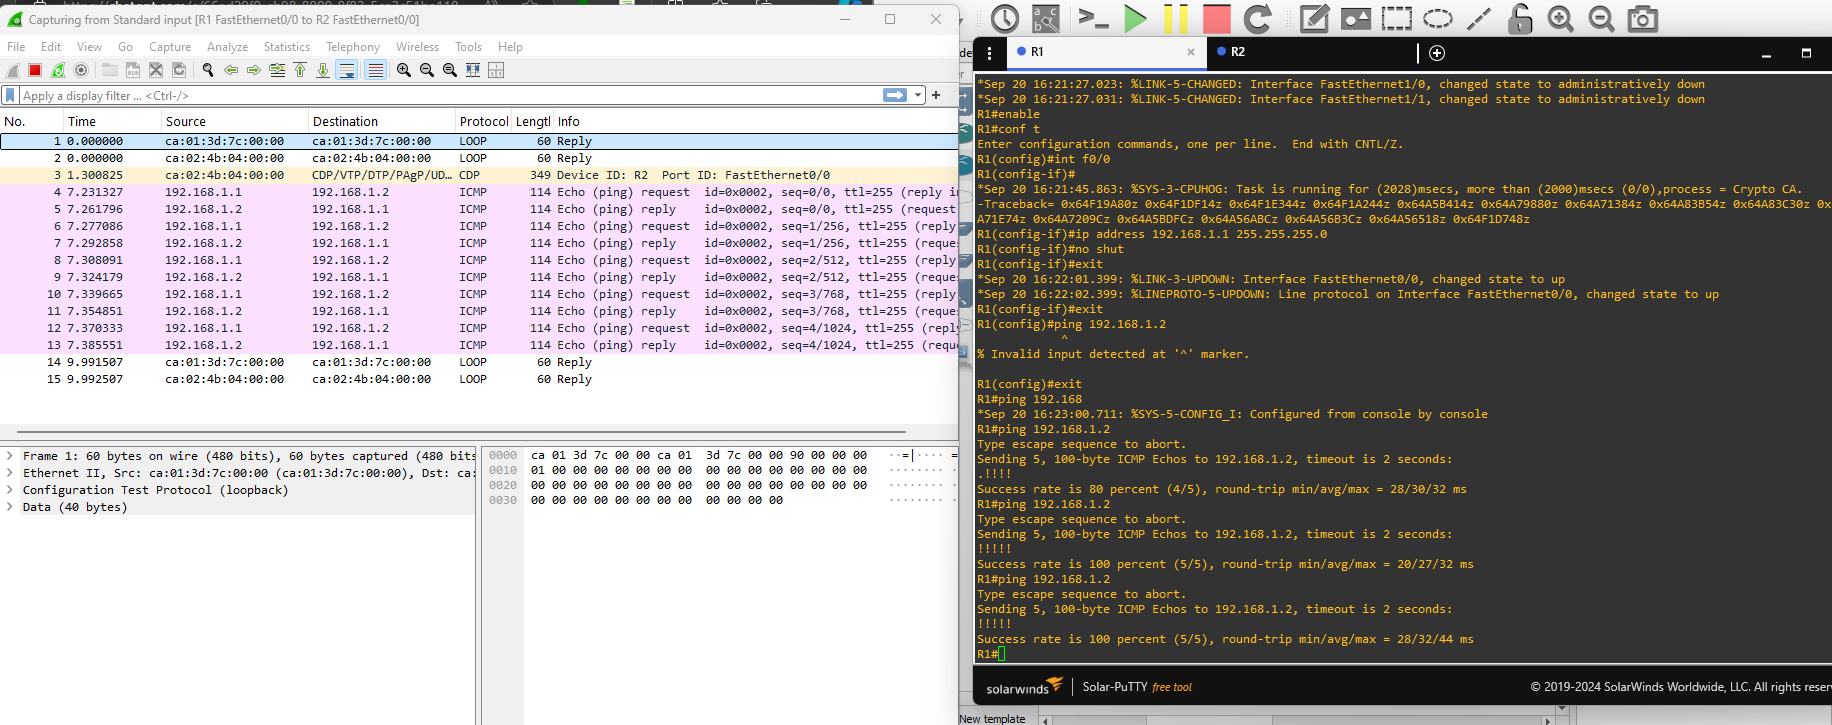 Capturing from Standard input [R1 FastEthernet0/0 to R2 FastEthernet0/0]
File Edit View Go Capture Analyze Statistics Telephony Wireless Tools Help
Apply a display filter ... <Ctrl-/>
No. Time Source Destination Protocol Lengtl Info
1 0.000000 ca:01:3d:7c:00:00 ca:01:3d:7c:00:00 LOOP 60 Reply
2 0.000000 ca:02:4b:04:00:00 ca:02:4b:04:00:00 LOOP 60 Reply
3 1.300825 ca:02:4b:04:00:00 CDP/VTP/DTP/PAgP/UD… CDP 349 Device ID: R2 Port ID: FastEthernet0/0
4 7.231327 192.168.1.1 192.168.1.2 ICMP 114 Echo (ping) request id=0x0002, seq=0/0, ttl=255 (reply in
5 7.261796 192.168.1.2 192.168.1.1 ICMP 114 Echo (ping) reply id=0x0002, seq=0/0, ttl=255 (request
6 7.277086 192.168.1.1 192.168.1.2 ICMP 114 Echo (ping) request id=0x0002, seq=1/256, ttl=255 (reply
7 7.292858 192.168.1.2 192.168.1.1 ICMP 114 Echo (ping) reply id=0x0002, seq=1/256, ttl=255 (reque
8 7.308091 192.168.1.1 192.168.1.2 ICMP 114 Echo (ping) request id=0x0002, seq=2/512, ttl=255 (reply
9 7.324179 192.168.1.2 192.168.1.1 ICMP 114 Echo (ping) reply id=0x0002, seq=2/512, ttl=255 (reque
10 7.339665 192.168.1.1 192.168.1.2 ICMP 114 Echo (ping) request id=0x0002, seq=3/768, ttl=255 (reply
11 7.354851 192.168.1.2 192.168.1.1 ICMP 114 Echo (ping) reply id=0x0002, seq=3/768, ttl=255 (reque
12 7.370333 192.168.1.1 192.168.1.2 ICMP 114 Echo (ping) request id=0x0002, seq=4/1024, ttl=255 (repl
13 7.385551 192.168.1.2 192.168.1.1 ICMP 114 Echo (ping) reply id=0x0002, seq=4/1024, ttl=255 (requ
14 9.991507 ca:01:3d:7c:00:00 ca:01:3d:7c:00:00 LOOP 60 Reply
15 9.992507 ca:02:4b:04:00:00 ca:02:4b:04:00:00 LOOP 60 Reply
Frame 1: 60 bytes on wire (480 bits), 60 bytes captured (480 bits
Ethernet II, Src: ca:01:3d:7c:00:00 (ca:01:3d:7c:00:00), Dst: ca:
Configuration Test Protocol (loopback)
Data (40 bytes)
0000 ca 01 3d 7c 00 00 ca 01 3d 7c 00 00 90 00 00 00 ··=|···· =
0010 01 00 00 00 00 00 00 00 00 00 00 00 00 00 00 00 ········ ·
0020 00 00 00 00 00 00 00 00 00 00 00 00 00 00 00 00 ········ ·
0030 00 00 00 00 00 00 00 00 00 00 00 00 ········ ·
R1 R2
*Sep 20 16:21:27.023: %LINK-5-CHANGED: Interface FastEthernet1/0, changed state to administratively down
*Sep 20 16:21:27.031: %LINK-5-CHANGED: Interface FastEthernet1/1, changed state to administratively down
R1#enable
R1#conf t
Enter configuration commands, one per line. End with CNTL/Z.
R1(config)#int f0/0
R1(config-if)#
*Sep 20 16:21:45.863: %SYS-3-CPUHOG: Task is running for (2028)msecs, more than (2000)msecs (0/0),process = Crypto CA.
-Traceback= 0x64F19A80z 0x64F1DF14z 0x64F1E344z 0x64F1A244z 0x64A5B414z 0x64A79880z 0x64A71384z 0x64A83B54z 0x64A83C30z 0x
A71E74z 0x64A7209Cz 0x64A5BDFCz 0x64A56ABCz 0x64A56B3Cz 0x64A56518z 0x64F1D748z
R1(config-if)#ip address 192.168.1.1 255.255.255.0
R1(config-if)#no shut
R1(config-if)#exit
*Sep 20 16:22:01.399: %LINK-3-UPDOWN: Interface FastEthernet0/0, changed state to up
*Sep 20 16:22:02.399: %LINEPROTO-5-UPDOWN: Line protocol on Interface FastEthernet0/0, changed state to up
R1(config-if)#exit
R1(config)#ping 192.168.1.2
^
% Invalid input detected at '^' marker.
R1(config)#exit
R1#ping 192.168
*Sep 20 16:23:00.711: %SYS-5-CONFIG_I: Configured from console by console
R1#ping 192.168.1.2
Type escape sequence to abort.
Sending 5, 100-byte ICMP Echos to 192.168.1.2, timeout is 2 seconds:
.!!!!
Success rate is 80 percent (4/5), round-trip min/avg/max = 28/30/32 ms
R1#ping 192.168.1.2
Type escape sequence to abort.
Sending 5, 100-byte ICMP Echos to 192.168.1.2, timeout is 2 seconds:
!!!!!
Success rate is 100 percent (5/5), round-trip min/avg/max = 20/27/32 ms
R1#ping 192.168.1.2
Type escape sequence to abort.
Sending 5, 100-byte ICMP Echos to 192.168.1.2, timeout is 2 seconds:
!!!!!
Success rate is 100 percent (5/5), round-trip min/avg/max = 28/32/44 ms
R1#
solarwinds Solar-PuTTY free tool © 2019-2024 SolarWinds Worldwide, LLC. All rights reser
New template